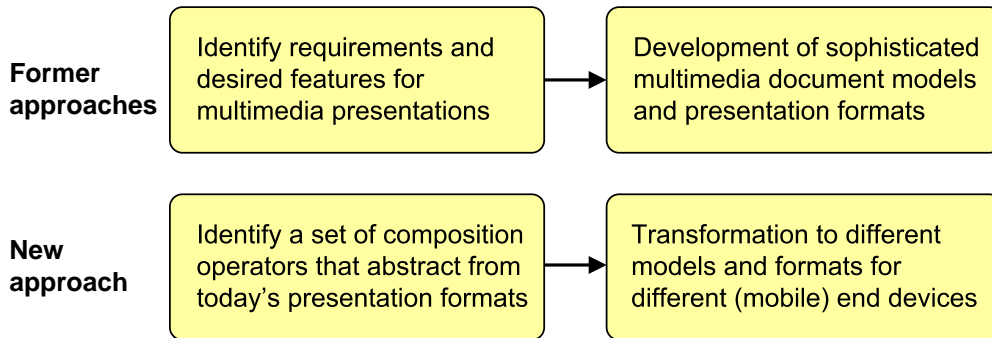 Former
approaches
Identify requirements and
desired features for
multimedia presentations
Development of sophisticated
multimedia document models
and presentation formats
New
approach
Identify a set of composition
operators that abstract from
today’s presentation formats
Transformation to different
models and formats for
different (mobile) end devices